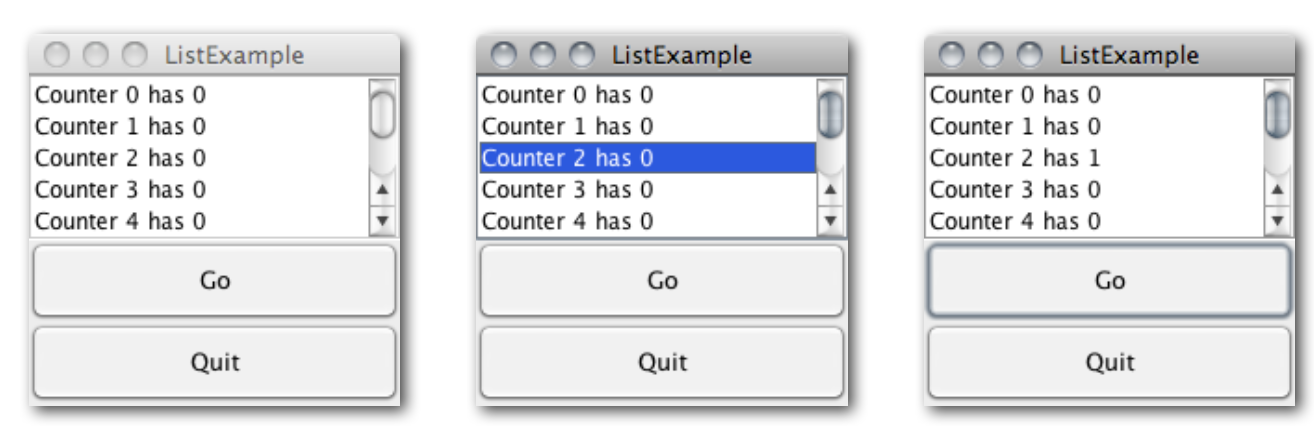 ListExample
Counter 0 has 0
Counter 1 has 0
Counter 2 has 0
Counter 3 has 0
Counter 4 has 0
Go
Quit
ListExample
Counter 0 has 0
Counter 1 has 0
Counter 2 has 0
Counter 3 has 0
Counter 4 has 0
Go
Quit
ListExample
Counter 0 has 0
Counter 1 has 0
Counter 2 has 1
Counter 3 has 0
Counter 4 has 0
Go
Quit